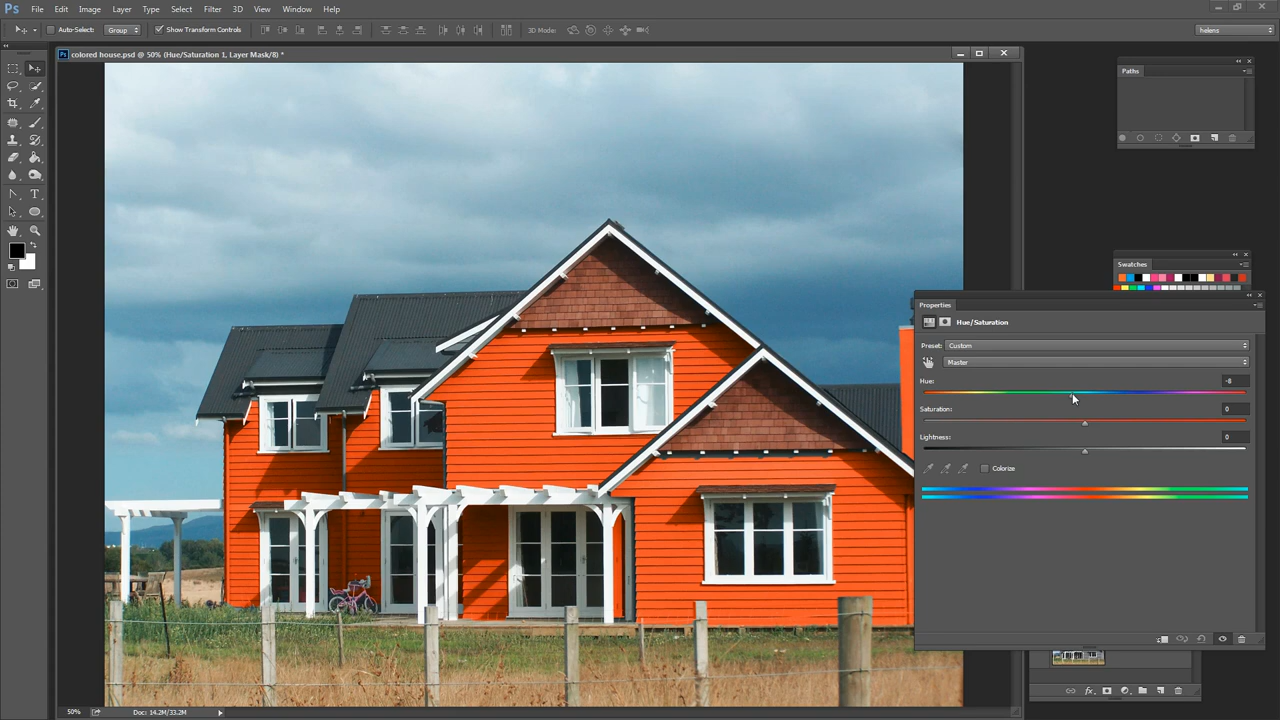 Ps File Edit Image Layer Type Select Filter 3D View Window Help
Auto-Select: Group Show Transform Controls 3D Mode: helens
colored house.psd @ 50% (Hue/Saturation 1, Layer Mask/8) *
Paths
Swatches
Properties
Hue/Saturation
Preset: Custom
Master
Hue: -8
Saturation: 0
Lightness: 0
Colorize
fx
50% Doc: 14.2M/33.2M